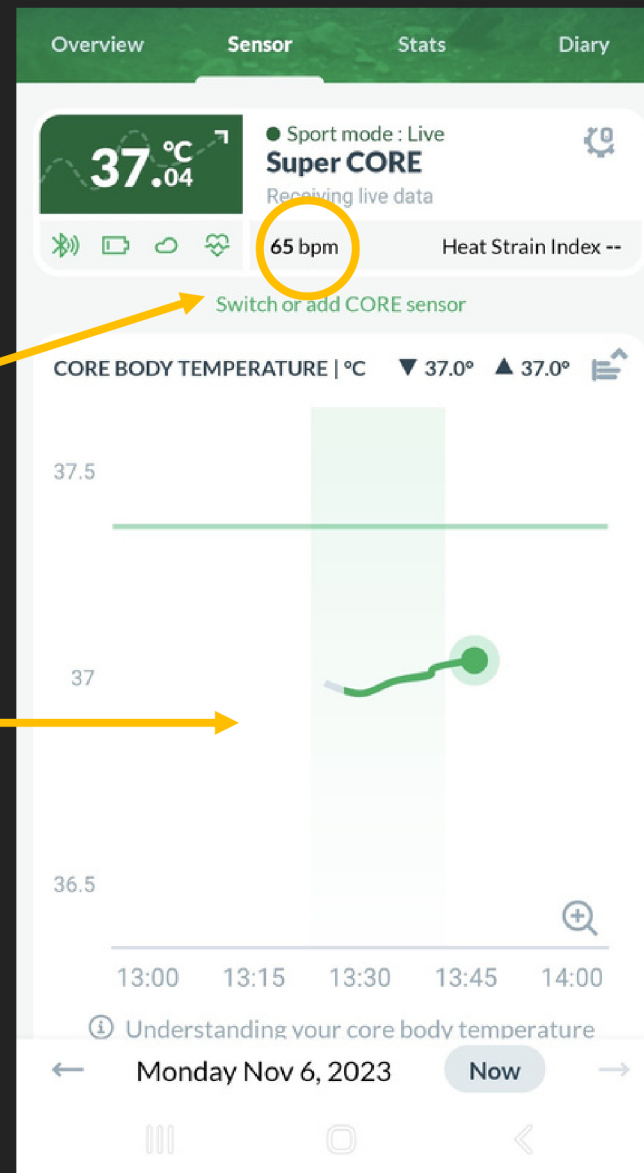 Overview Sensor Stats Diary
37.04 °C
Sport mode : Live
Super CORE
Receiving live data
65 bpm Heat Strain Index --
Switch or add CORE sensor
CORE BODY TEMPERATURE | °C ▼ 37.0° ▲ 37.0°
37.5
37
36.5
13:00 13:15 13:30 13:45 14:00
Understanding your core body temperature
← Monday Nov 6, 2023 Now →